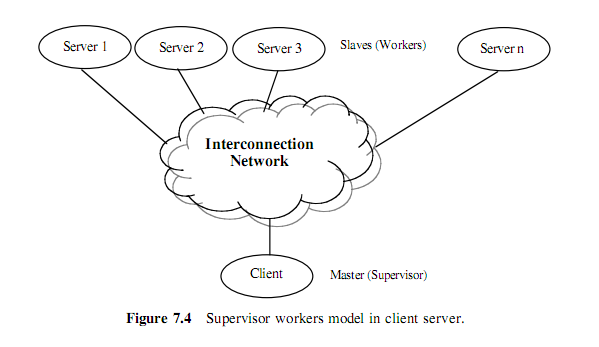 Server 1
Server 2
Server 3
Slaves (Workers)
Server n
Interconnection
Network
Client
Master (Supervisor)
Figure 7.4 Supervisor workers model in client server.